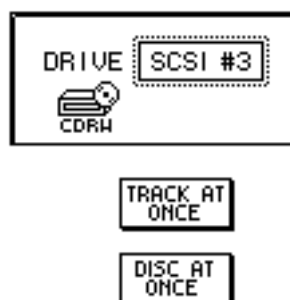 DRIVE SCSI #3
CDRW
TRACK AT
ONCE
DISC AT
ONCE